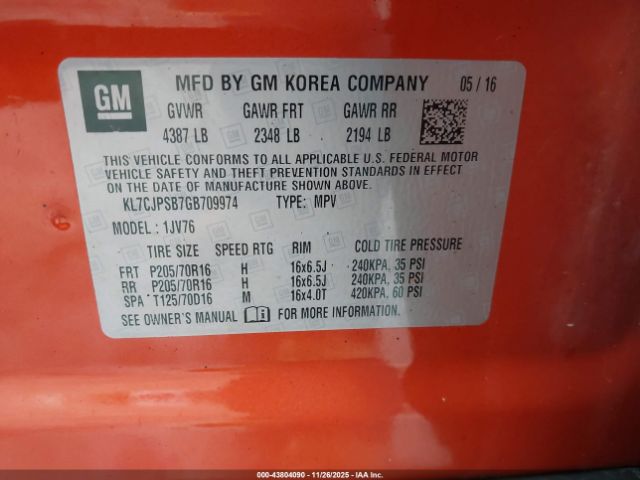 GM MFD BY GM KOREA COMPANY 05 / 16
GVWR GAWR FRT GAWR RR
4387 LB 2348 LB 2194 LB
THIS VEHICLE CONFORMS TO ALL APPLICABLE U.S. FEDERAL MOTOR
VEHICLE SAFETY AND THEFT PREVENTION STANDARDS IN EFFECT
ON THE DATE OF MANUFACTURE SHOWN ABOVE.
KL7CJPSB7GB709974 TYPE: MPV
MODEL : 1JV76
TIRE SIZE SPEED RTG RIM COLD TIRE PRESSURE
FRT P205/70R16 H 16x6.5J 240KPA, 35 PSI
RR P205/70R16 H 16x6.5J 240KPA, 35 PSI
SPA T125/70D16 M 16x4.0T 420KPA, 60 PSI
SEE OWNER'S MANUAL i FOR MORE INFORMATION.
000-43804090 - 11/26/2025 - IAAI.COM